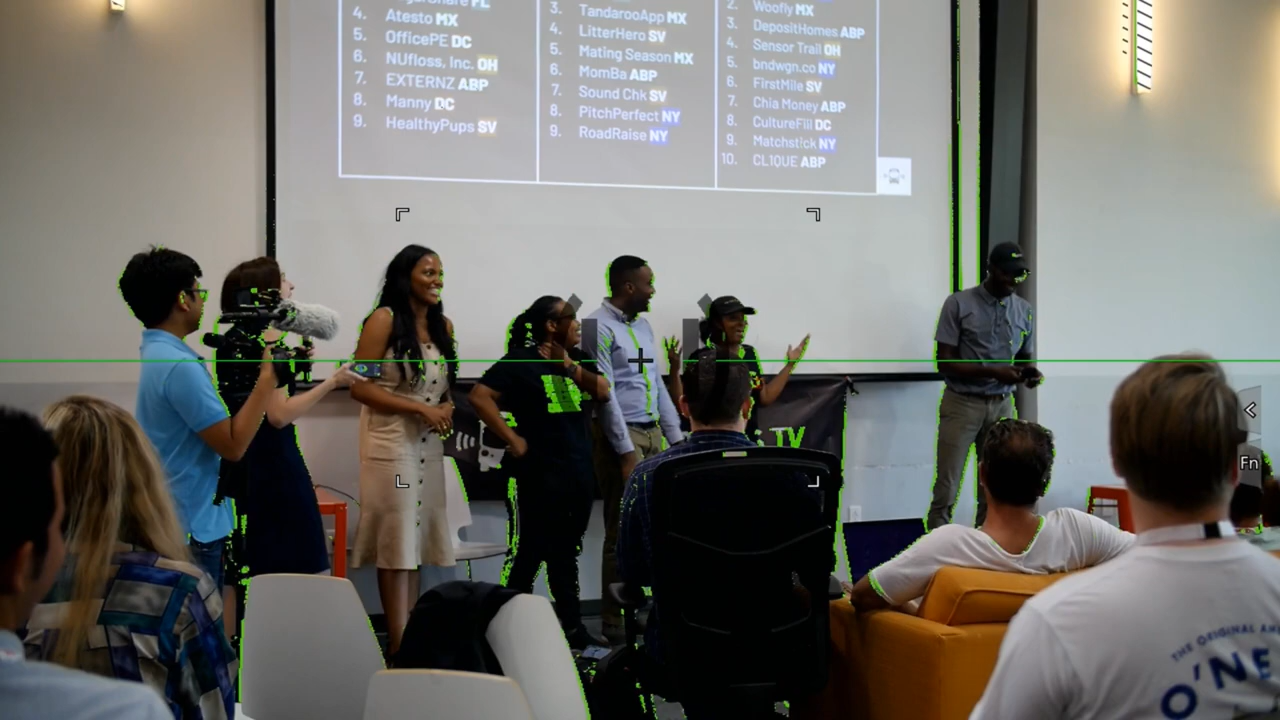 4. Atesto MX
5. OfficePE DC
6. NUfloss, Inc. OH
7. EXTERNZ ABP
8. Manny DC
9. HealthyPups SV
3. TandarooApp MX
4. LitterHero SV
5. Mating Season MX
6. MomBa ABP
7. Sound Chk SV
8. PitchPerfect NY
9. RoadRaise NY
2. Woofly MX
3. DepositHomes ABP
4. Sensor Trail OH
5. bndwgn.co NY
6. FirstMile SV
7. Chia Money ABP
8. CultureFlii DC
9. Matchst!ck NY
10. CL1QUE ABP
TV
Fn
THE ORIGINAL
O'NE